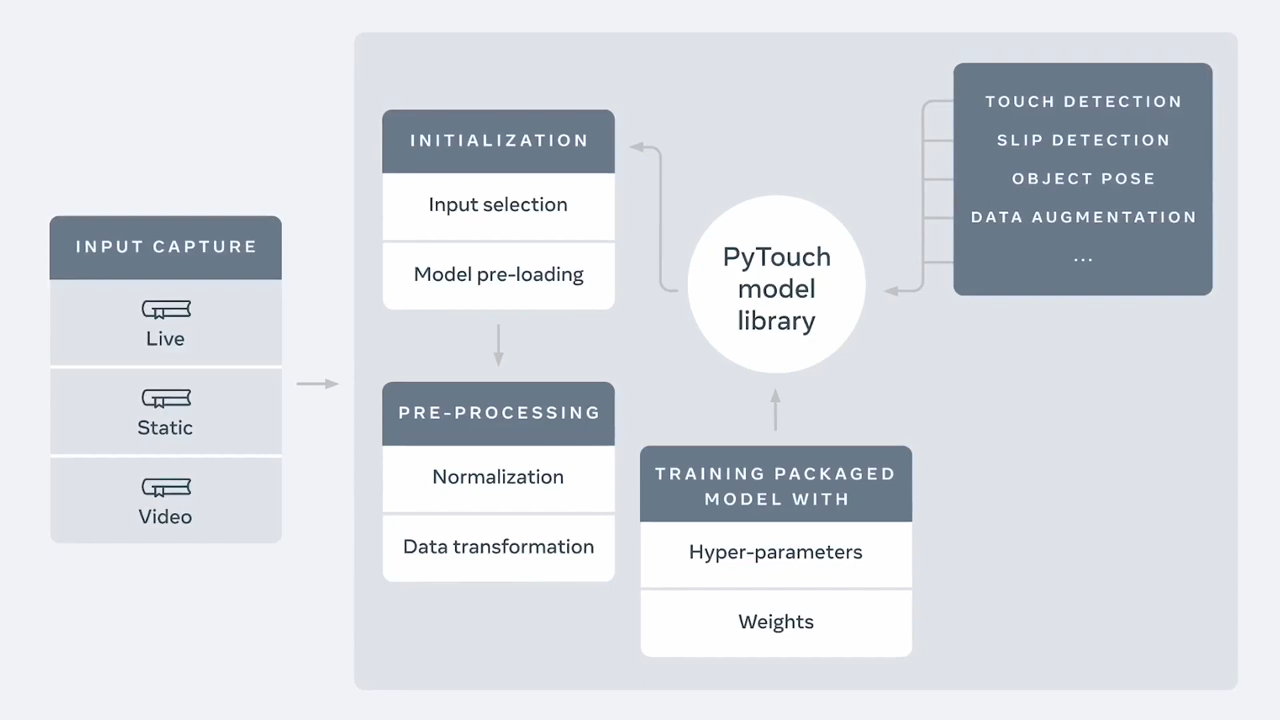 INPUT CAPTURE
Live
Static
Video
INITIALIZATION
Input selection
Model pre-loading
PRE-PROCESSING
Normalization
Data transformation
PyTouch
model
library
TRAINING PACKAGED
MODEL WITH
Hyper-parameters
Weights
TOUCH DETECTION
SLIP DETECTION
OBJECT POSE
DATA AUGMENTATION
...